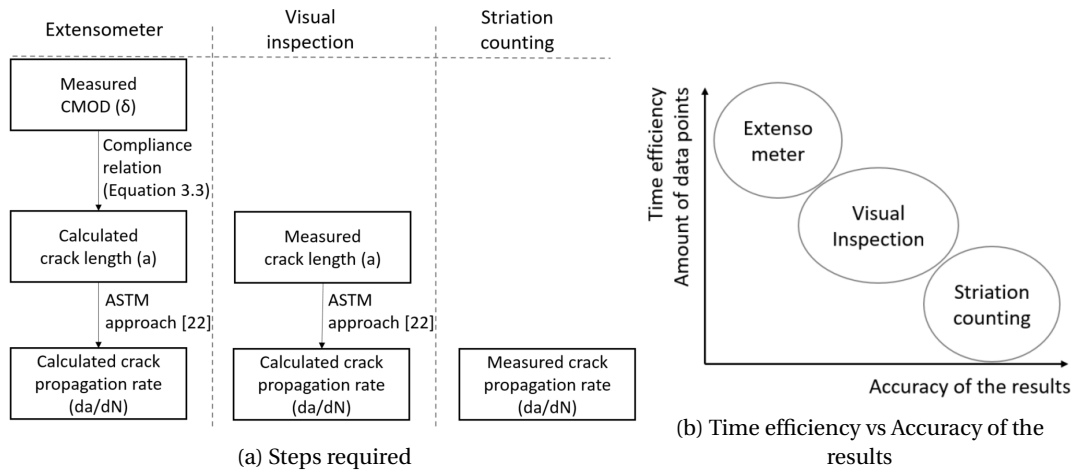 Extensometer
Visual
inspection
Striation
counting
Measured
CMOD (δ)
Compliance
relation
(Equation 3.3)
Calculated
crack length (a)
Measured
crack length (a)
ASTM
approach [22]
ASTM
approach [22]
Calculated crack
propagation rate
(da/dN)
Calculated crack
propagation rate
(da/dN)
Measured crack
propagation rate
(da/dN)
(a) Steps required
Time efficiency
Amount of data points
Extenso
meter
Visual
Inspection
Striation
counting
Accuracy of the results
(b) Time efficiency vs Accuracy of the
results